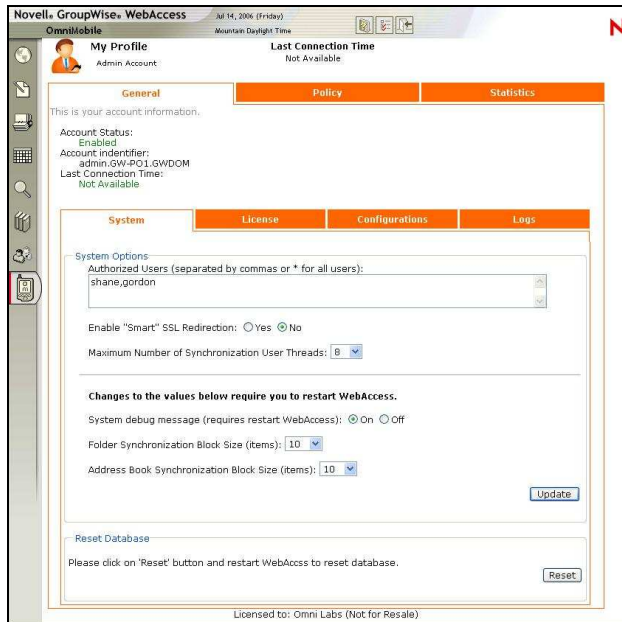 Novell® GroupWise® WebAccess
Jul 14, 2006 (Friday)
OmniMobile
Mountain Daylight Time
N
My Profile
Admin Account
Last Connection Time
Not Available
General
Policy
Statistics
This is your account information.
Account Status:
Enabled
Account indentifier:
admin.GW-PO1.GWDOM
Last Connection Time:
Not Available
System
License
Configurations
Logs
System Options
Authorized Users (separated by commas or * for all users):
shane,gordon
Enable "Smart" SSL Redirection: Yes No
Maximum Number of Synchronization User Threads: 8
Changes to the values below require you to restart WebAccess.
System debug message (requires restart WebAccess): On Off
Folder Synchronization Block Size (items): 10
Address Book Synchronization Block Size (items): 10
Update
Reset Database
Please click on 'Reset' button and restart WebAccss to reset database.
Reset
Licensed to: Omni Labs (Not for Resale)